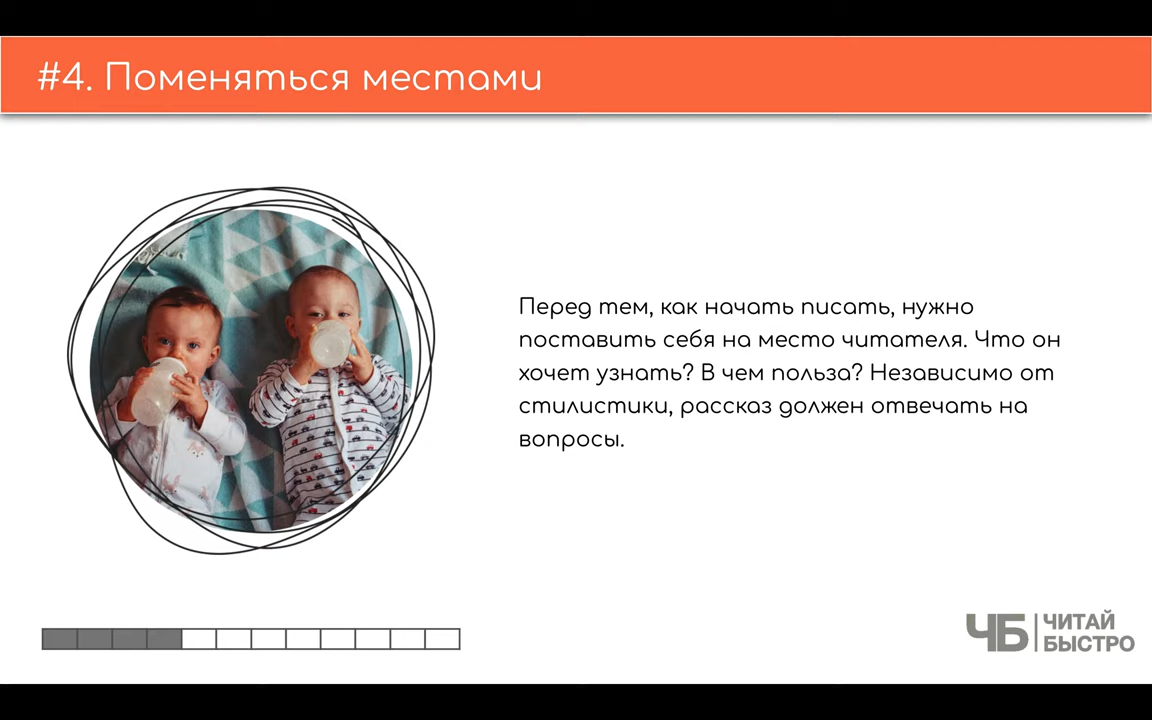 #4. Поменяться местами
Перед тем, как начать писать, нужно
поставить себя на место читателя. Что он
хочет узнать? В чем польза? Независимо от
стилистики, рассказ должен отвечать на
вопросы.
ЧБ
ЧИТАЙ
БЫСТРО